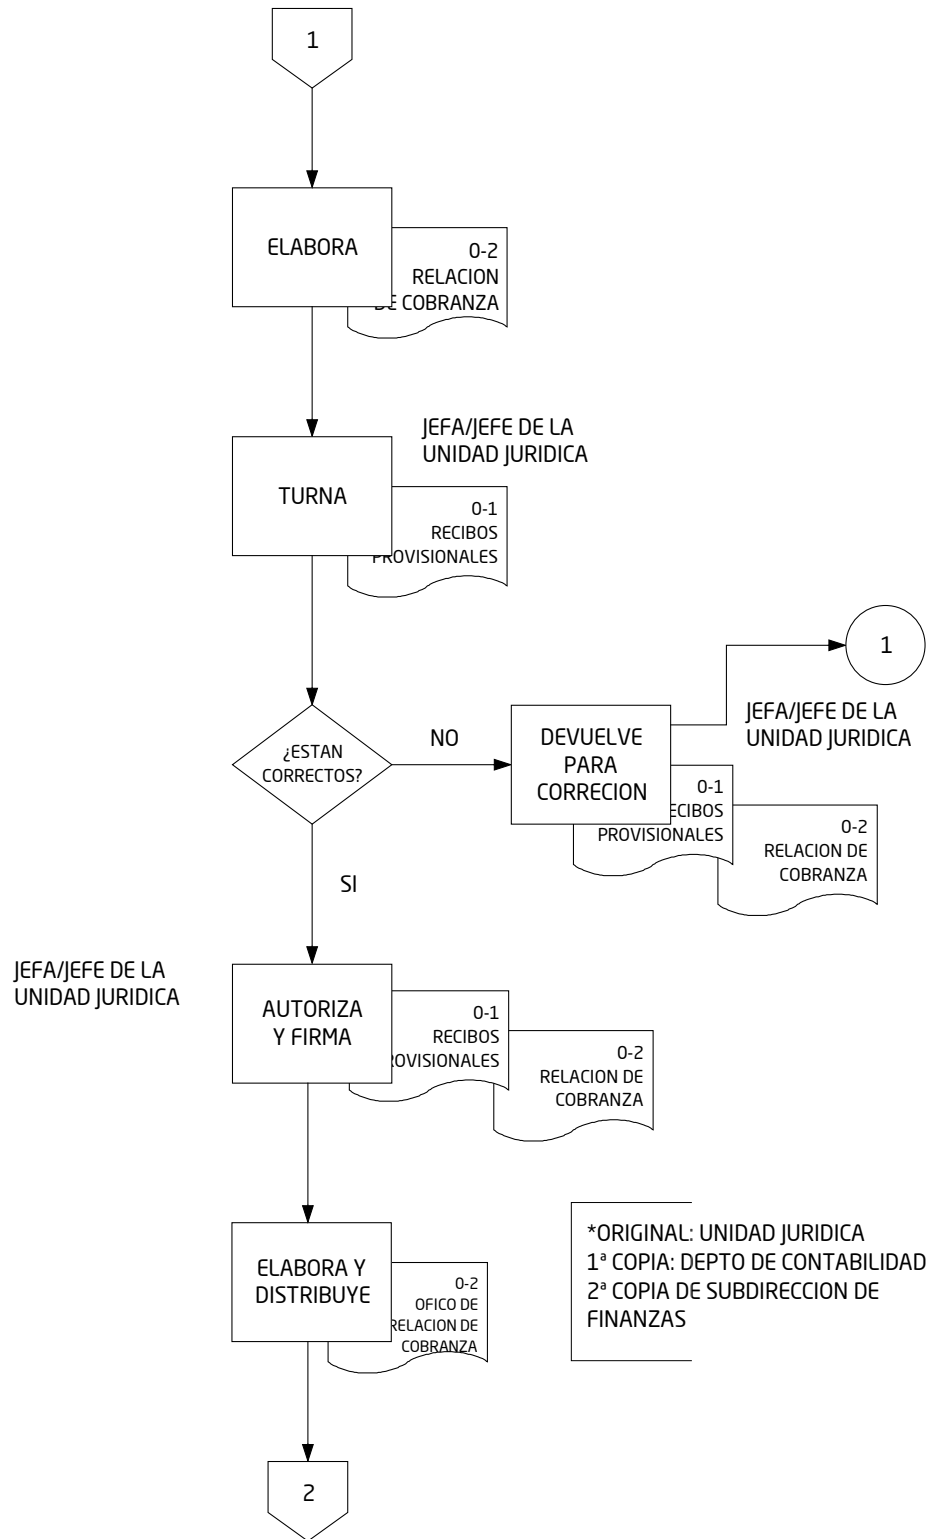 1
ELABORA
0-2
RELACION
DE COBRANZA
JEFA/JEFE DE LA
UNIDAD JURIDICA
TURNA
0-1
RECIBOS
PROVISIONALES
1
JEFA/JEFE DE LA
UNIDAD JURIDICA
¿ESTAN
CORRECTOS?
NO
DEVUELVE
PARA
CORRECION
0-1
ECIBOS
PROVISIONALES
0-2
RELACION DE
COBRANZA
SI
JEFA/JEFE DE LA
UNIDAD JURIDICA
AUTORIZA
Y FIRMA
0-1
RECIBOS
ROVISIONALES
0-2
RELACION DE
COBRANZA
ELABORA Y
DISTRIBUYE
0-2
OFICO DE
RELACION DE
COBRANZA
*ORIGINAL: UNIDAD JURIDICA
1ª COPIA: DEPTO DE CONTABILIDAD
2ª COPIA DE SUBDIRECCION DE
FINANZAS
2